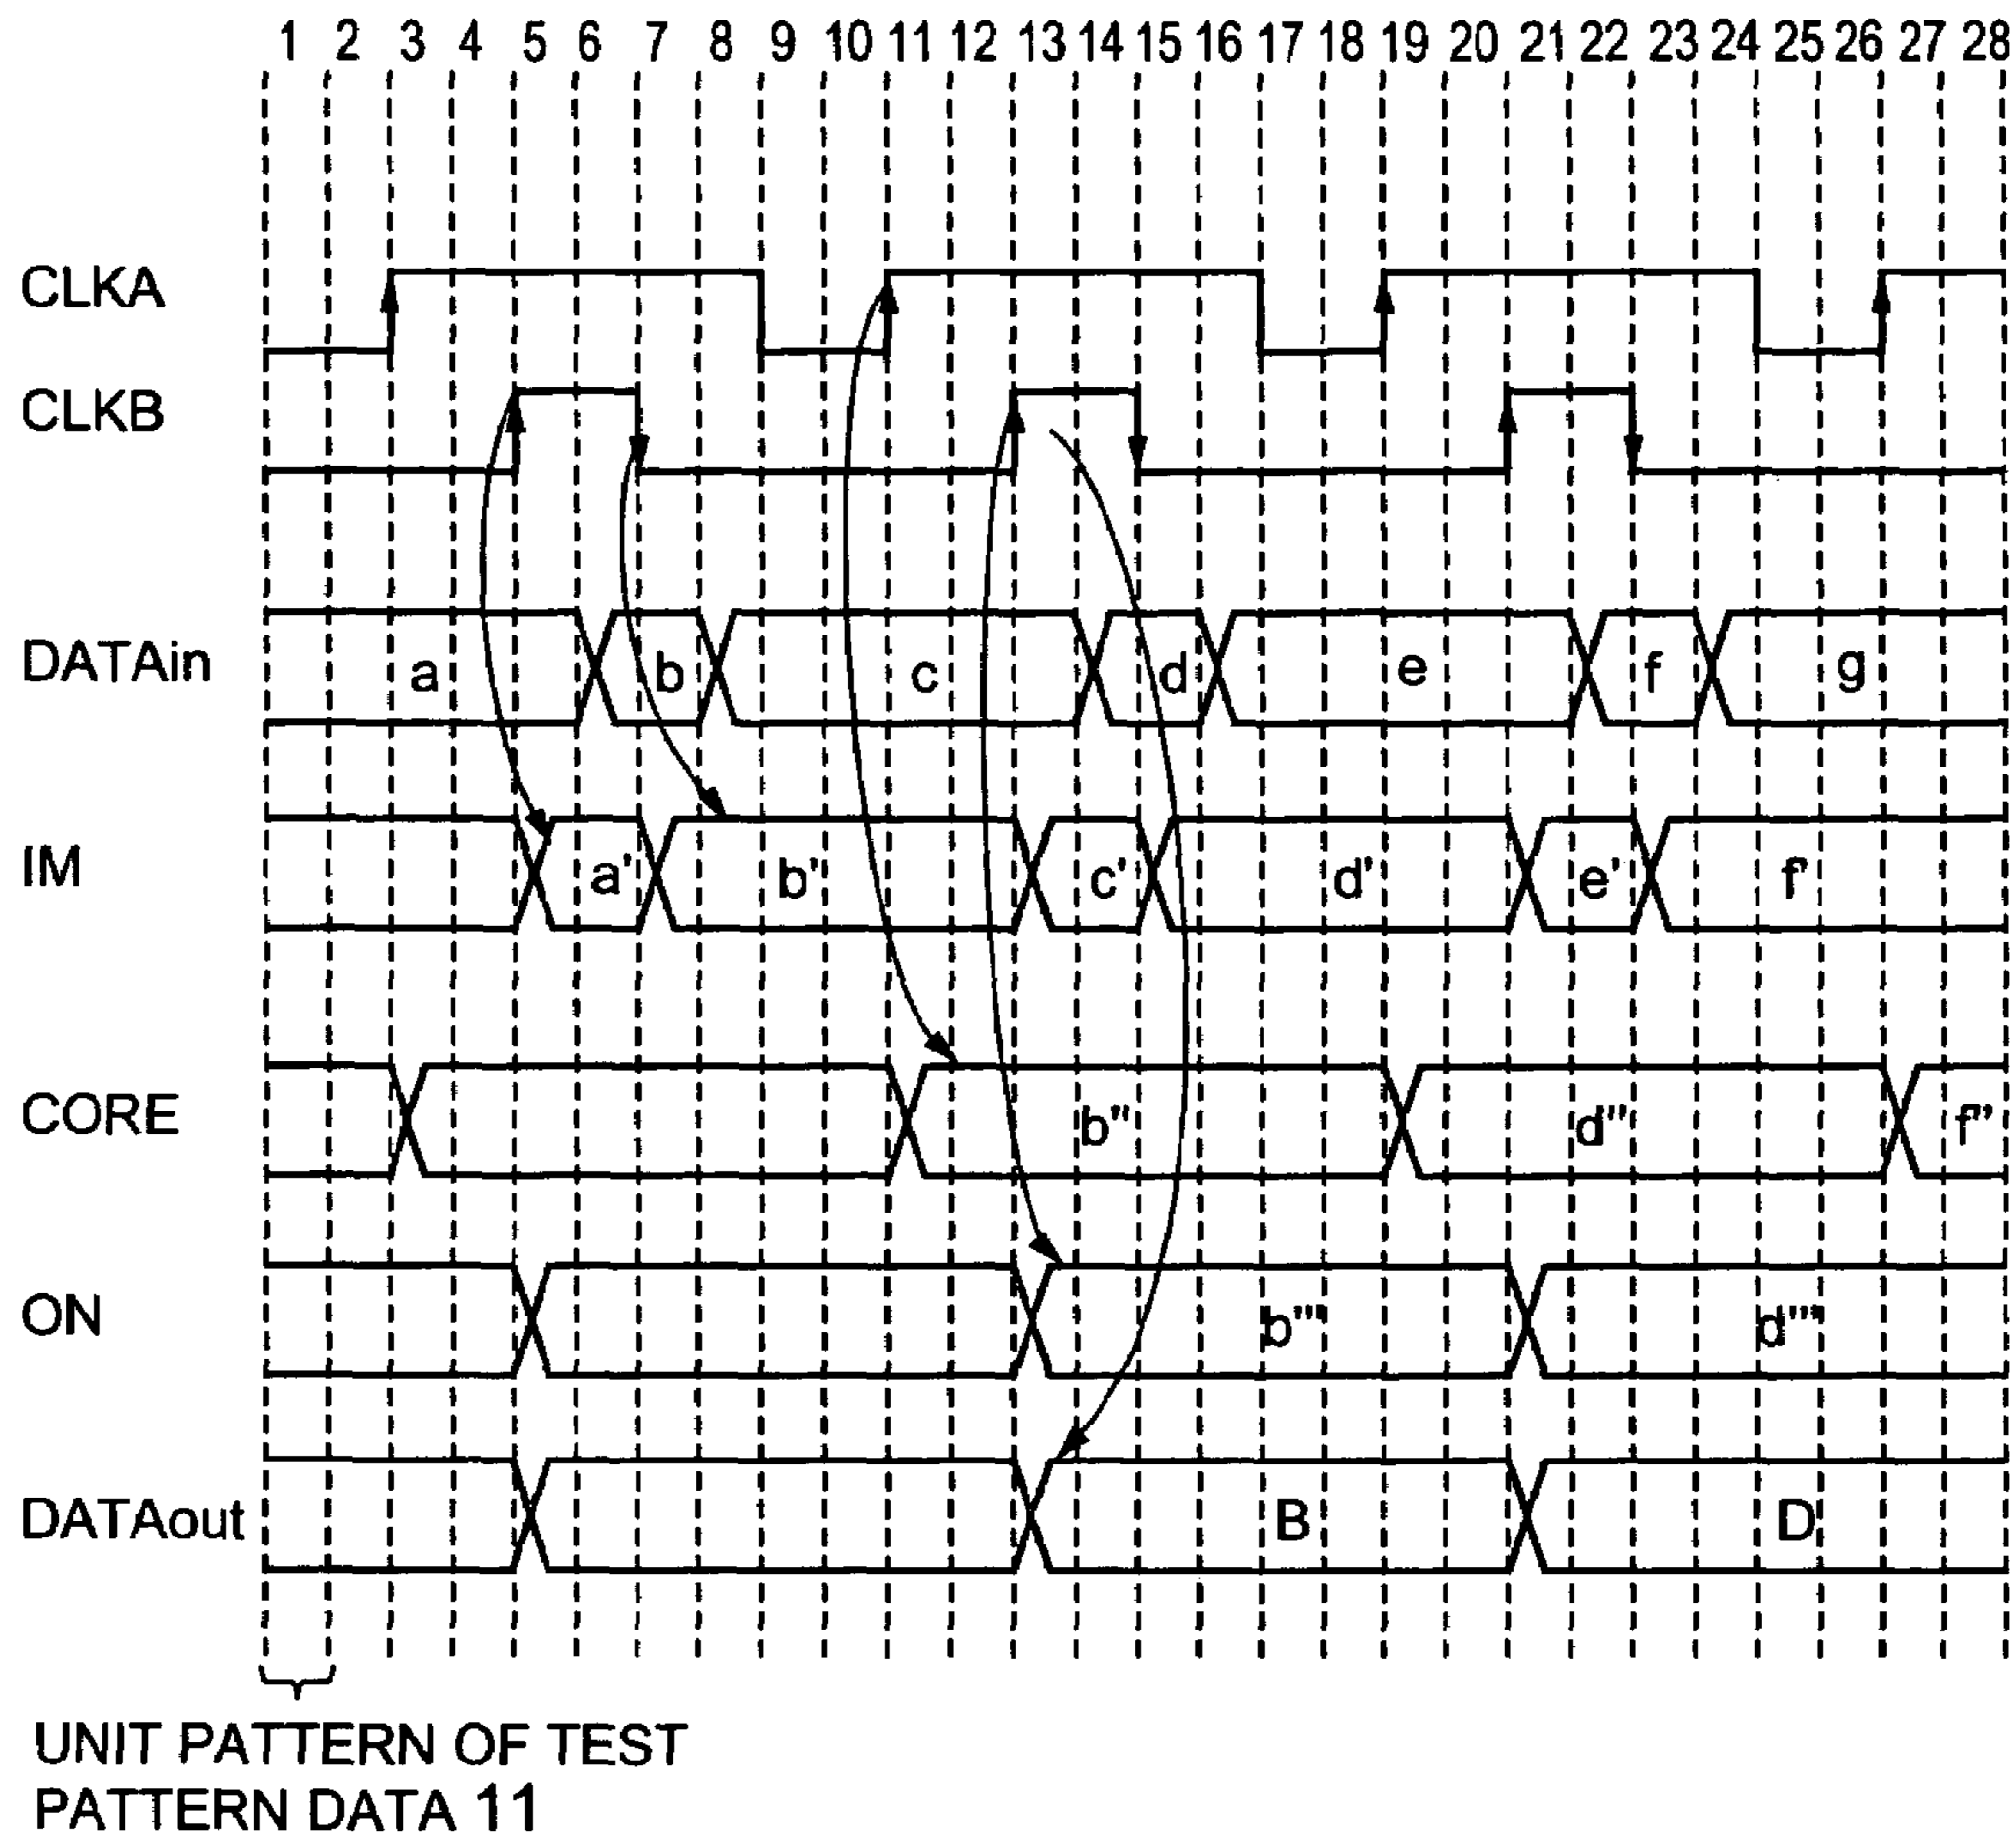 1 2 3 4 5 6 7 8 9 10 11 12 13 14 15 16 17 18 19 20 21 22 23 24 25 26 27 28
CLKA
CLKB
DATAin a b c d e f g
IM a' b' c' d' e' f'
CORE b" d"' f"
ON b"' d"'
DATAout B D
UNIT PATTERN OF TEST
PATTERN DATA 11